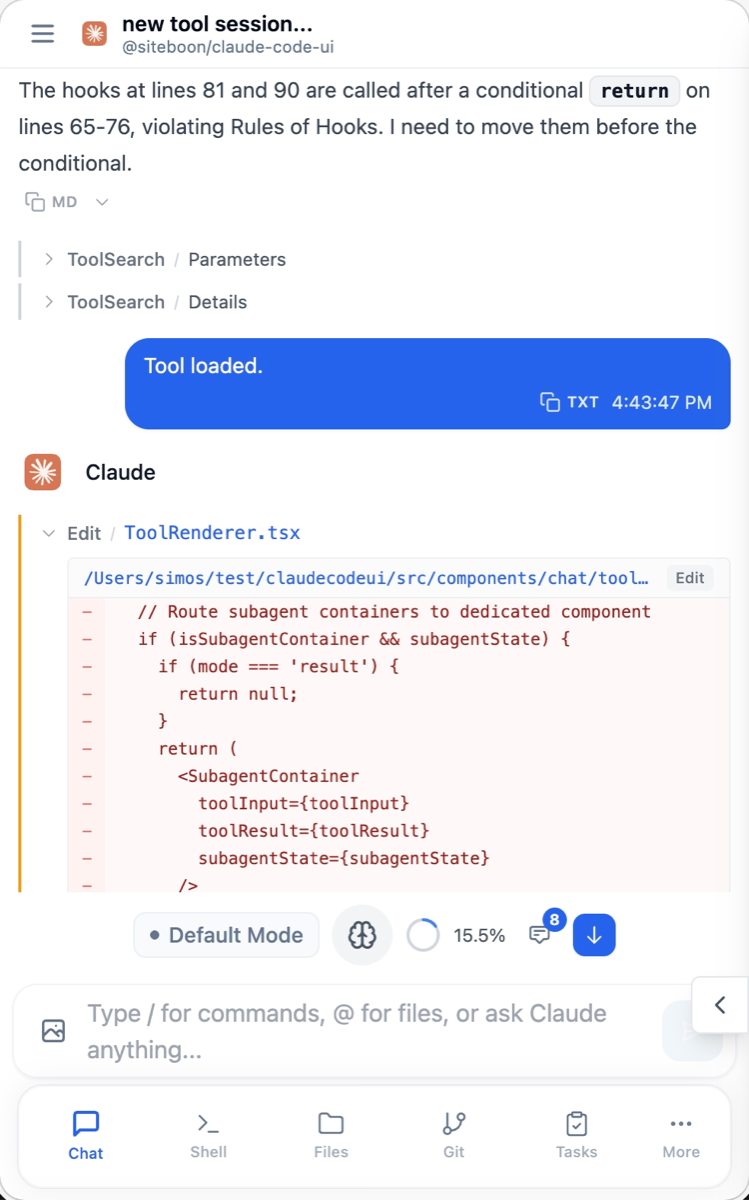 new tool session...
@siteboon/claude-code-ui
The hooks at lines 81 and 90 are called after a conditional return on
lines 65-76, violating Rules of Hooks. I need to move them before the
conditional.
MD
ToolSearch / Parameters
ToolSearch / Details
Tool loaded.
TXT 4:43:47 PM
Claude
Edit / ToolRenderer.tsx
/Users/simos/test/claudecodeui/src/components/chat/tool… Edit
- // Route subagent containers to dedicated component
- if (isSubagentContainer && subagentState) {
- if (mode === 'result') {
- return null;
- }
- return (
- <SubagentContainer
- toolInput={toolInput}
- toolResult={toolResult}
- subagentState={subagentState}
- />
Default Mode 15.5% 8
Type / for commands, @ for files, or ask Claude
anything...
Chat Shell Files Git Tasks More